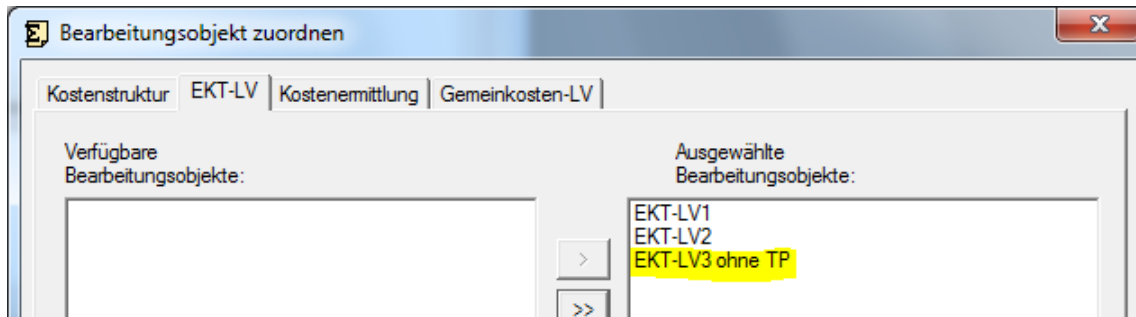 Bearbeitungsobjekt zuordnen
Kostenstruktur EKT-LV Kostenermittlung Gemeinkosten-LV
Verfügbare
Bearbeitungsobjekte:
Ausgewählte
Bearbeitungsobjekte:
EKT-LV1
EKT-LV2
EKT-LV3 ohne TP
>
>>